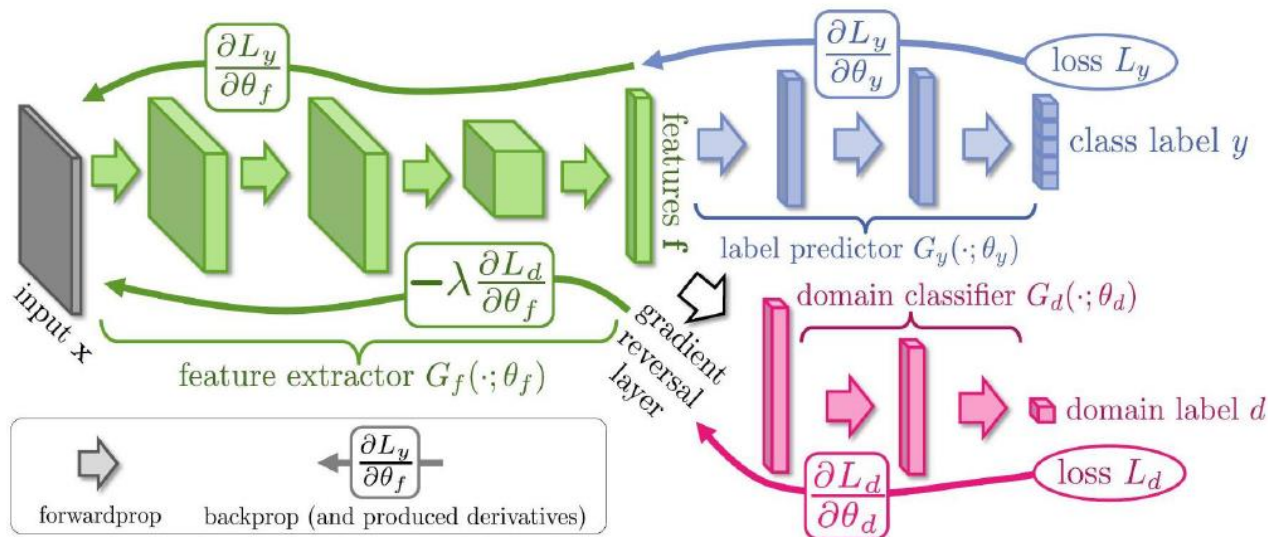 ∂L_y
∂θ_f
∂L_y
∂θ_y
loss L_y
features f
class label y
label predictor G_y(·; θ_y)
input x
−λ ∂L_d
∂θ_f
feature extractor G_f(·; θ_f)
gradient
reversal
layer
domain classifier G_d(·; θ_d)
domain label d
loss L_d
∂L_d
∂θ_d
∂L_y
∂θ_f
forwardprop
backprop (and produced derivatives)